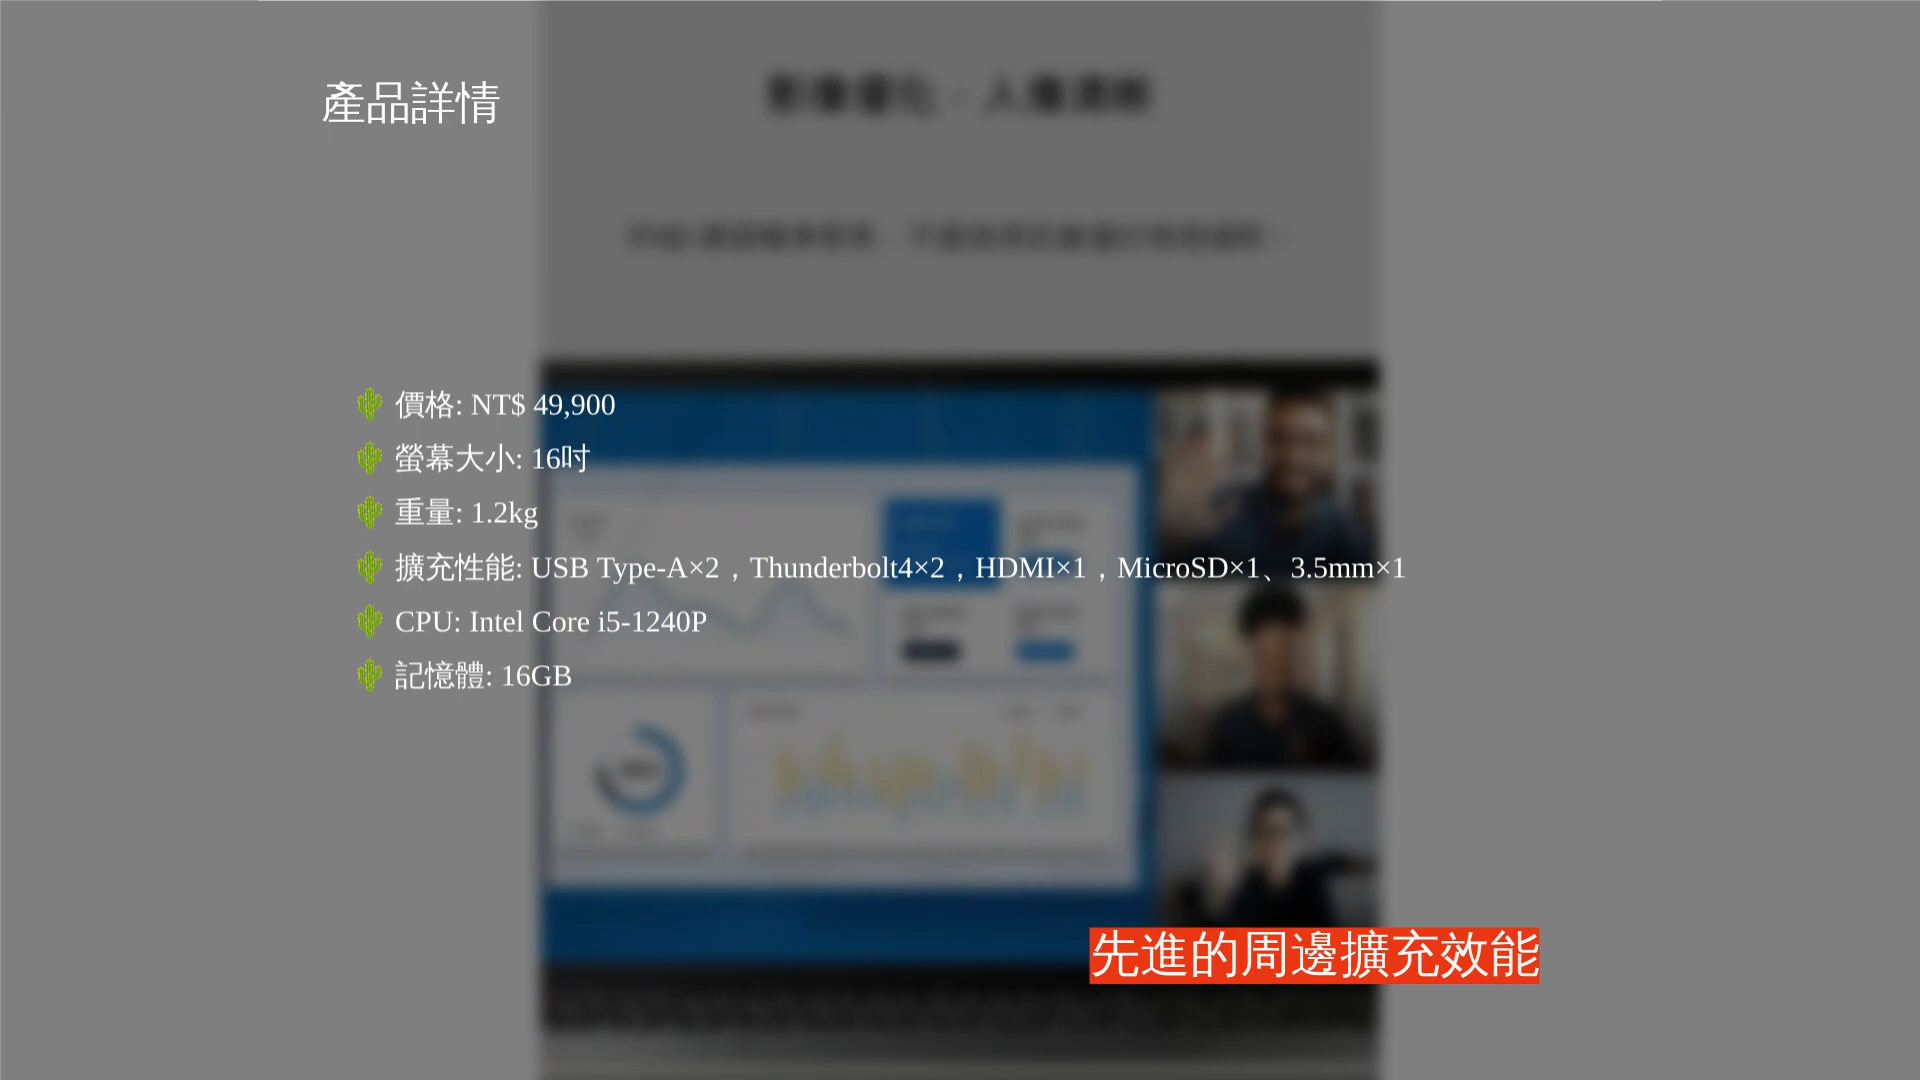 產品詳情
價格: NT$ 49,900
螢幕大小: 16吋
重量: 1.2kg
擴充性能: USB Type-A×2，Thunderbolt4×2，HDMI×1，MicroSD×1、3.5mm×1
CPU: Intel Core i5-1240P
記憶體: 16GB
先進的周邊擴充效能